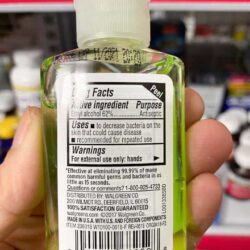 Drug Facts
Peel
Active ingredient Purpose
Ethyl alcohol 62% Antiseptic
Uses ■ to decrease bacteria on
the skin that could cause disease
■ recommended for repeated use
Warnings
For external use only: hands ▶
*Effective at eliminating 99.99% of many
common harmful germs and bacteria in as
little as 15 seconds.
Questions or comments? 1-800-925-4733
DISTRIBUTED BY: WALGREEN CO.
200 WILMOT RD., DEERFIELD, IL 60015
100% SATISFACTION GUARANTEED
walgreens.com ©2017 Walgreen Co.
MADE IN U.S.A. WITH U.S. AND FOREIGN COMPONENTS